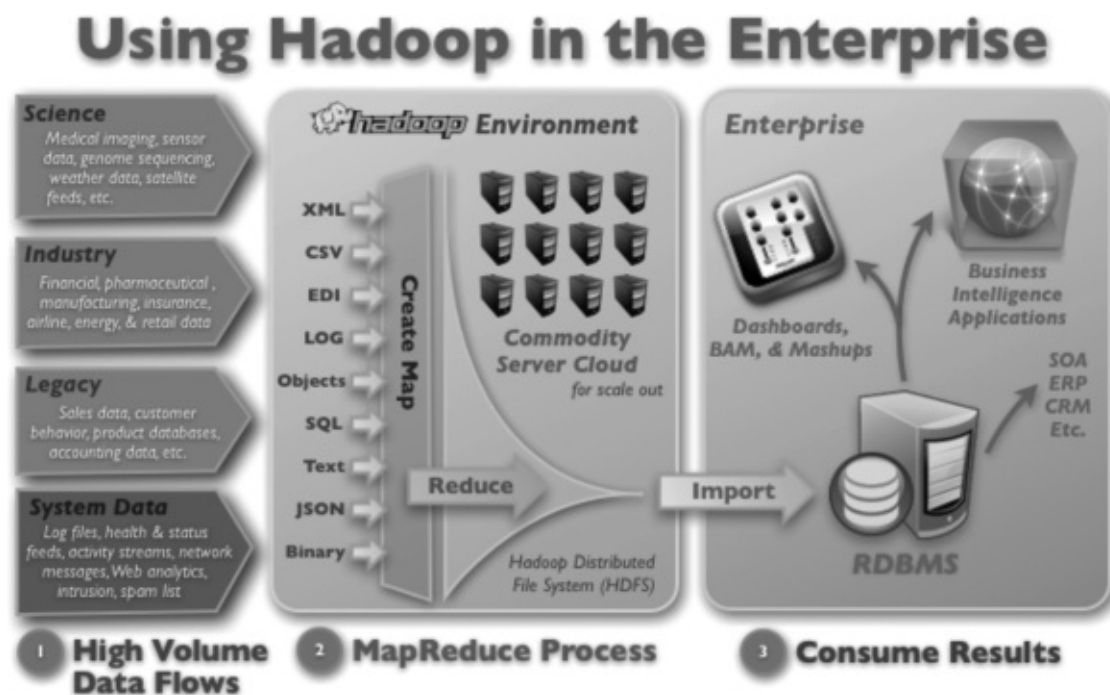 Using Hadoop in the Enterprise
Science
Medical imaging, sensor
data, genome sequencing,
weather data, satellite
feeds, etc.
Industry
Financial, pharmaceutical,
manufacturing, insurance,
airline, energy, & retail data
Legacy
Sales data, customer
behavior, product databases,
accounting data, etc.
System Data
Log files, health & status
feeds, activity streams, network
messages, Web analytics,
intrusion, spam list
1 High Volume
Data Flows
hadoop Environment
XML
CSV
EDI
LOG
Objects
SQL
Text
JSON
Binary
Create Map
Commodity
Server Cloud
for scale out
Reduce
Hadoop Distributed
File System (HDFS)
2 MapReduce Process
Import
Enterprise
Dashboards,
BAM, & Mashups
Business
Intelligence
Applications
SOA
ERP
CRM
Etc.
RDBMS
3 Consume Results